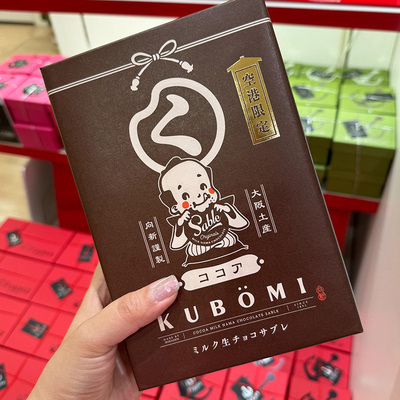 空港限定
Sable
向新謹製
大阪土産
ココア
KUBÖMI
COCOA MILK NAMA CHOCOLATE SABLE
ミルク生チョコサブレ